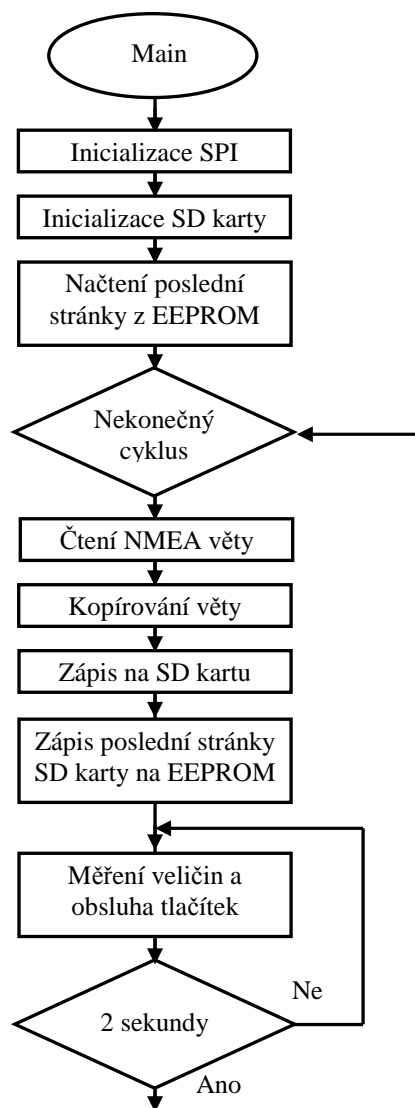 Main
Inicializace SPI
Inicializace SD karty
Načtení poslední
stránky z EEPROM
Nekonečný
cyklus
Čtení NMEA věty
Kopírování věty
Zápis na SD kartu
Zápis poslední stránky
SD karty na EEPROM
Měření veličin a
obsluha tlačítek
Ne
2 sekundy
Ano